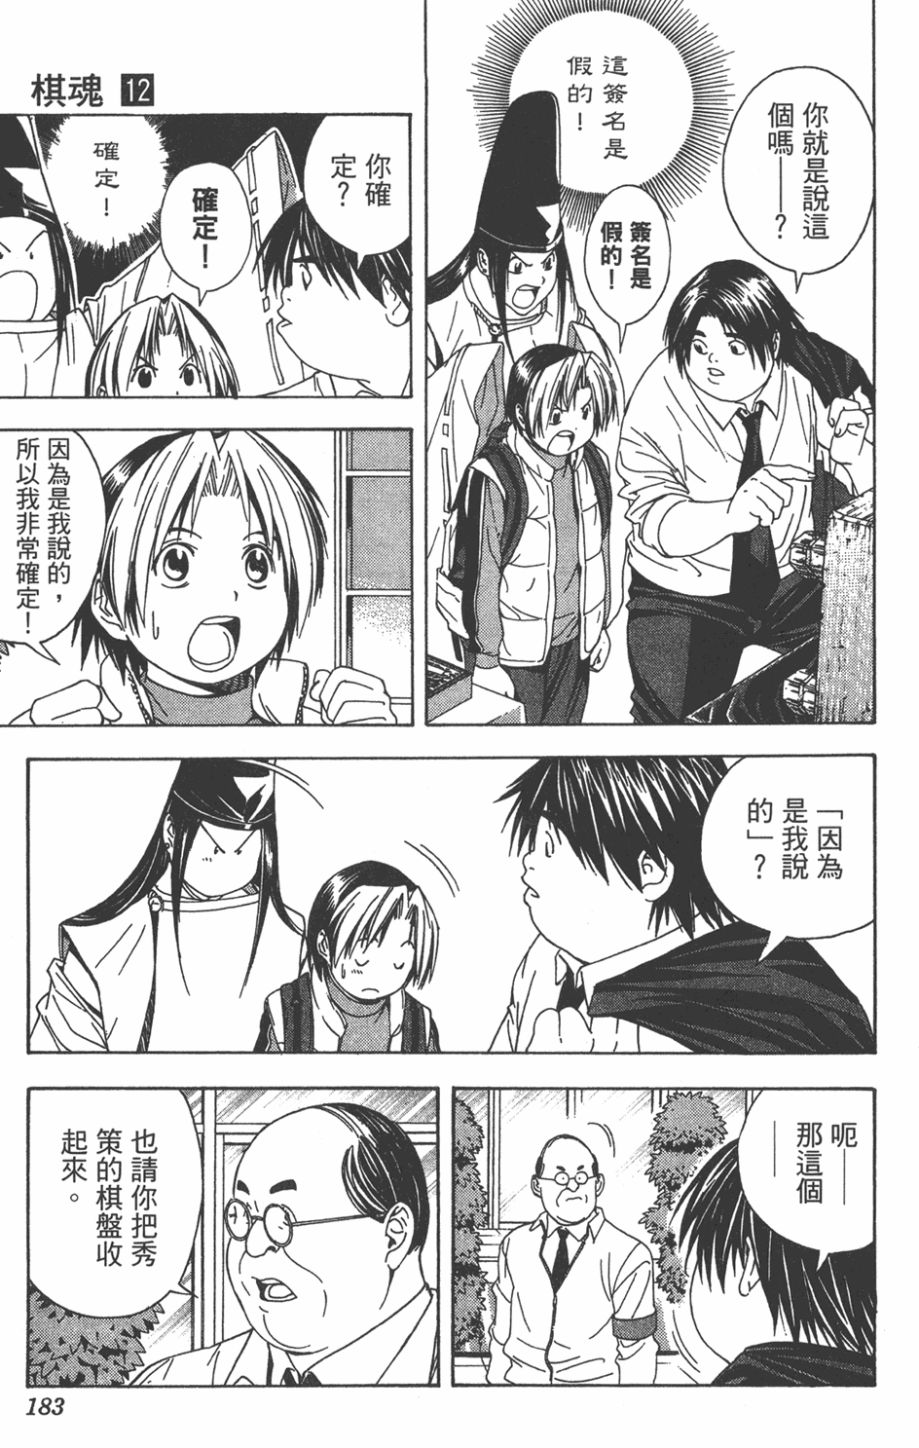 棋魂 12
你就是說這
個嗎——?
這簽名是
假的!
簽名是
假的!
你確
定?
確定!
確定!
因為是我說的，
所以我非常確定!
「因為
是我說
的」?
呃——
——那這個
也請你把秀
策的棋盤收
起來。
183